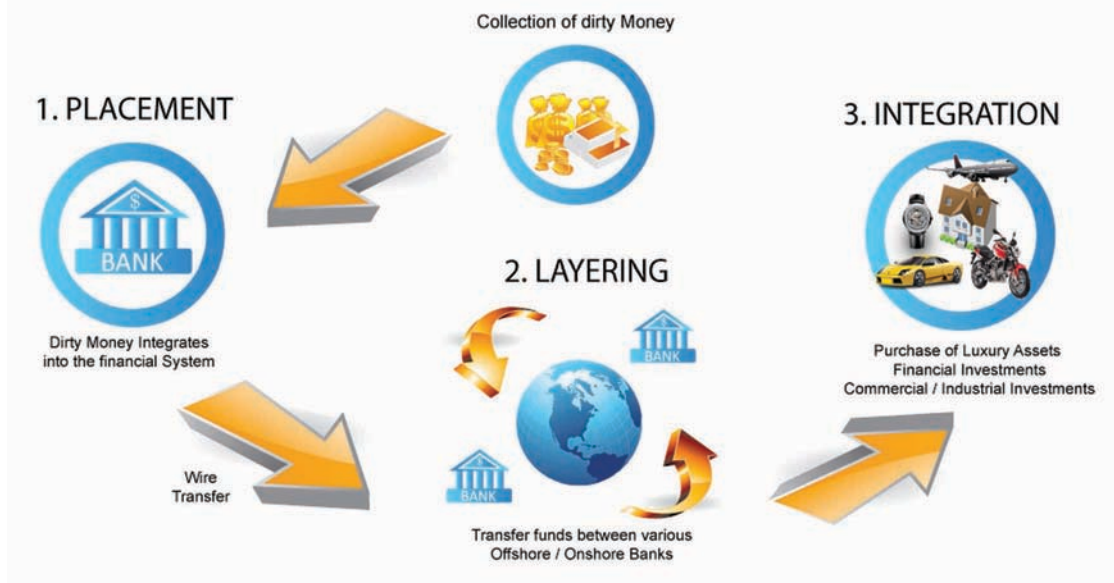 Collection of dirty Money
1. PLACEMENT
BANK
Dirty Money Integrates
into the financial System
Wire
Transfer
2. LAYERING
BANK
BANK
Transfer funds between various
Offshore / Onshore Banks
3. INTEGRATION
Purchase of Luxury Assets
Financial Investments
Commercial / Industrial Investments